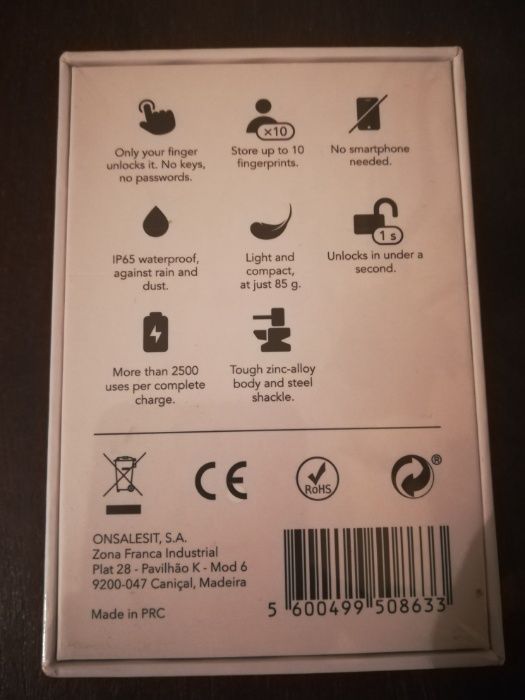 Only your finger
unlocks it. No keys,
no passwords.
×10
Store up to 10
fingerprints.
No smartphone
needed.
IP65 waterproof,
against rain and
dust.
Light and
compact,
at just 85 g.
1 s
Unlocks in under a
second.
More than 2500
uses per complete
charge.
Tough zinc-alloy
body and steel
shackle.
CE
RoHS
®
ONSALESIT, S.A.
Zona Franca Industrial
Plat 28 - Pavilhão K - Mod 6
9200-047 Caniçal, Madeira
Made in PRC
5 600499 508633